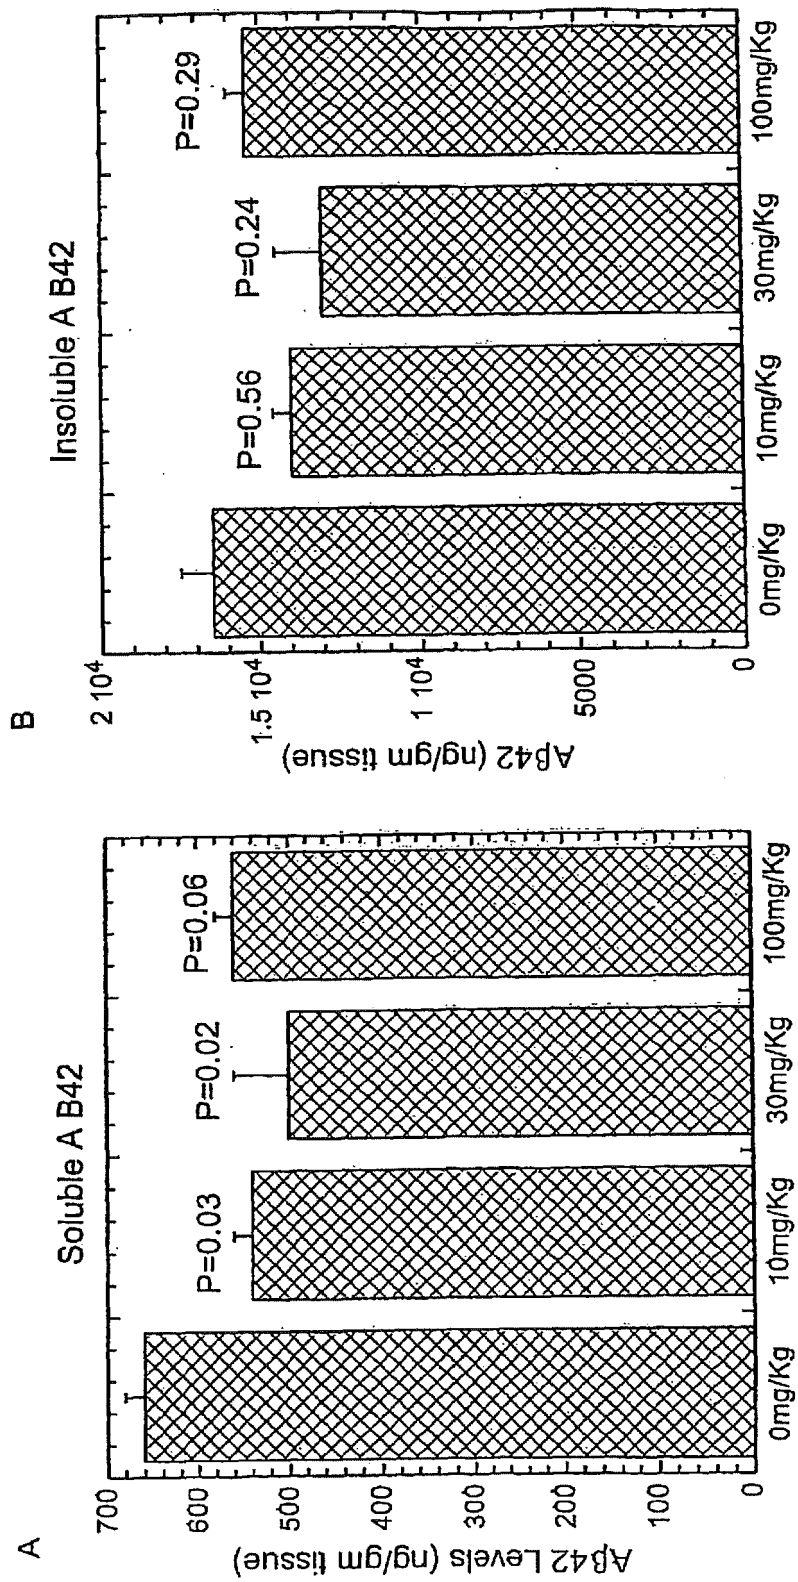 A
Soluble A B42
Aβ42 Levels (ng/gm tissue)
700
600
500
400
300
200
100
0
P=0.03
P=0.02
P=0.06
0mg/Kg
10mg/Kg
30mg/Kg
100mg/Kg
B
Insoluble A B42
Aβ42 (ng/gm tissue)
2 10⁴
1.5 10⁴
1 10⁴
5000
0
P=0.56
P=0.24
P=0.29
0mg/Kg
10mg/Kg
30mg/Kg
100mg/Kg